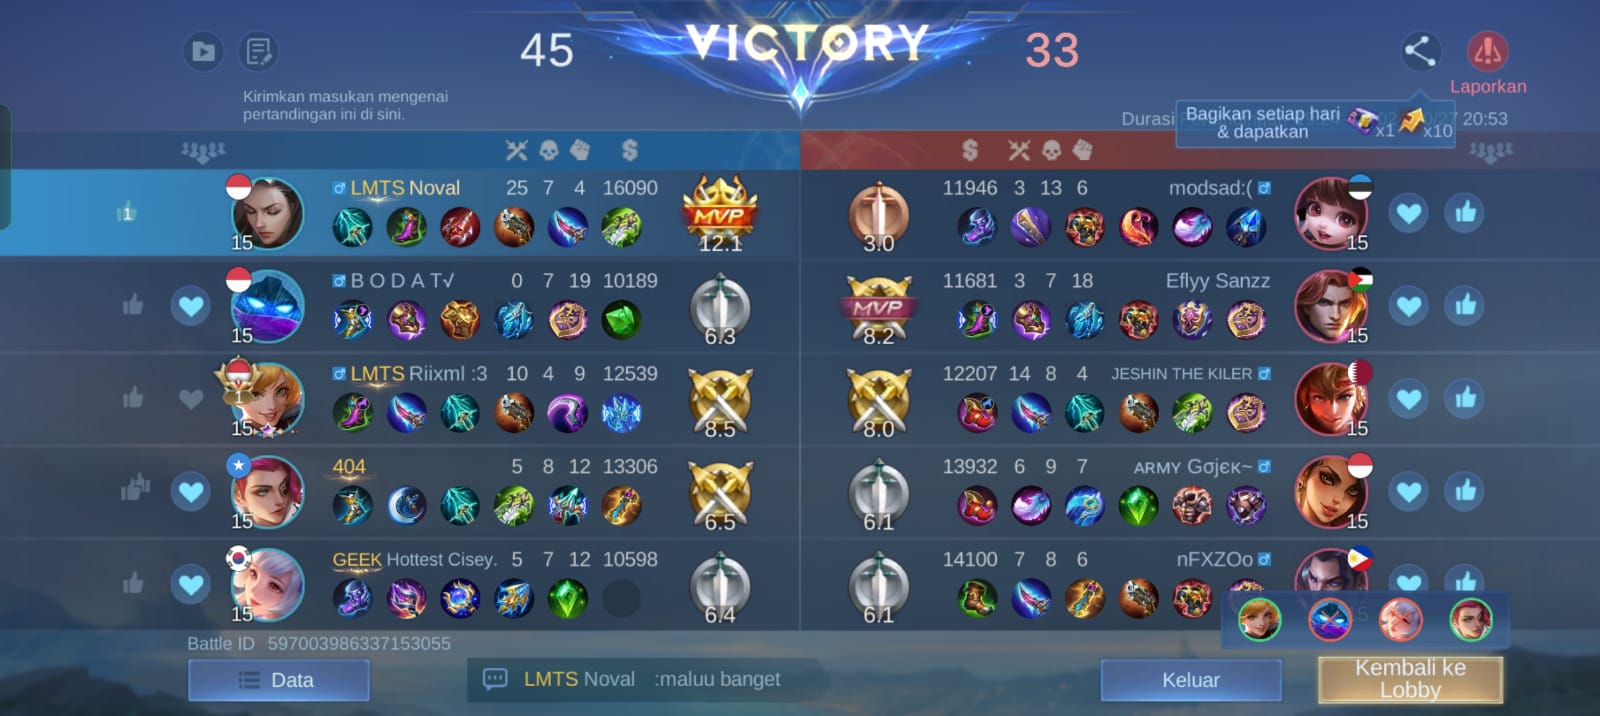 45
VICTORY
33
Kirimkan masukan mengenai
pertandingan ini di sini.
Laporkan
Durasi
20:53
Bagikan setiap hari
& dapatkan
x1
x10
LMTS Noval 25 7 4 16090
15
MVP
12.1
1
11946 3 13 6 modsad:(
3.0
15
B O D A T√ 0 7 19 10189
15
6.3
11681 3 7 18 Eflyy Sanzz
MVP
8.2
15
LMTS Riixml :3 10 4 9 12539
1
15
8.5
12207 14 8 4 JESHIN THE KILER
8.0
15
404 5 8 12 13306
15
6.5
13932 6 9 7 ᴀʀᴍʏ Gσјєк~
6.1
15
GEEK Hottest Cisey. 5 7 12 10598
15
6.4
14100 7 8 6 nFXZOo
6.1
15
Battle ID 597003986337153055
Data
LMTS Noval :maluu banget
Keluar
Kembali ke
Lobby